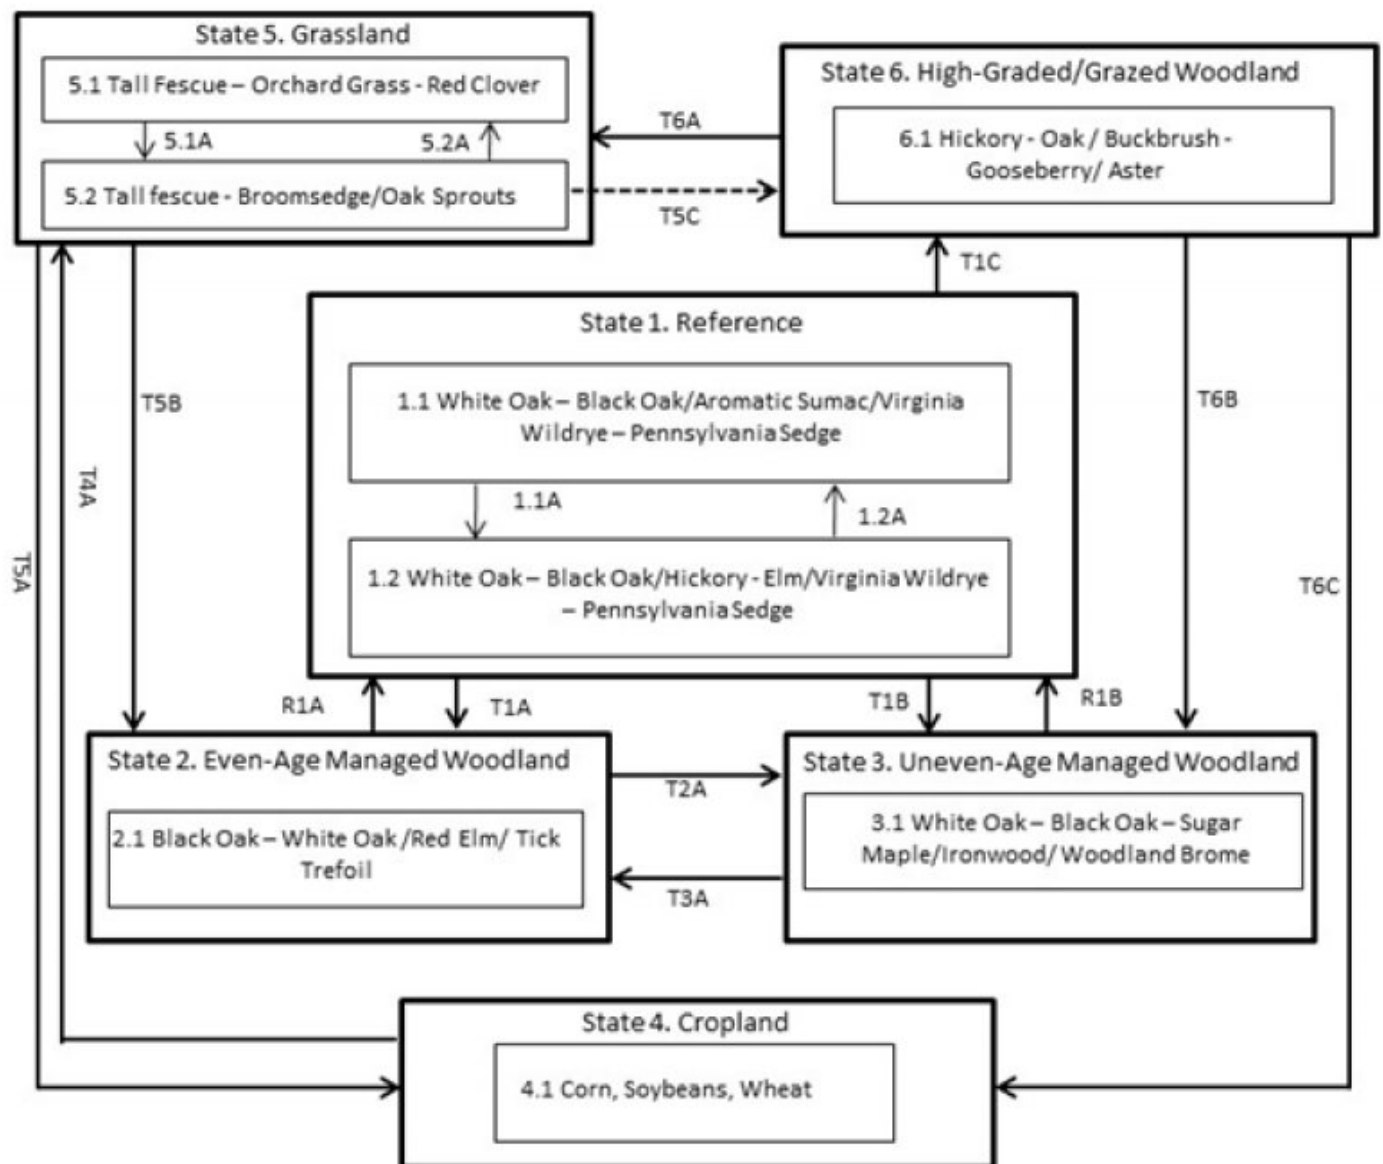 State 5. Grassland
5.1 Tall Fescue – Orchard Grass - Red Clover
5.1A
5.2A
5.2 Tall fescue - Broomsedge/Oak Sprouts
State 6. High-Graded/Grazed Woodland
6.1 Hickory - Oak / Buckbrush -
Gooseberry/ Aster
T6A
T5C
T1C
State 1. Reference
1.1 White Oak – Black Oak/Aromatic Sumac/Virginia
Wildrye – Pennsylvania Sedge
1.1A
1.2A
1.2 White Oak – Black Oak/Hickory - Elm/Virginia Wildrye
– Pennsylvania Sedge
T5B
T4A
T5A
T6B
T6C
R1A
T1A
T1B
R1B
State 2. Even-Age Managed Woodland
2.1 Black Oak – White Oak /Red Elm/ Tick
Trefoil
T2A
T3A
State 3. Uneven-Age Managed Woodland
3.1 White Oak – Black Oak – Sugar
Maple/Ironwood/ Woodland Brome
State 4. Cropland
4.1 Corn, Soybeans, Wheat